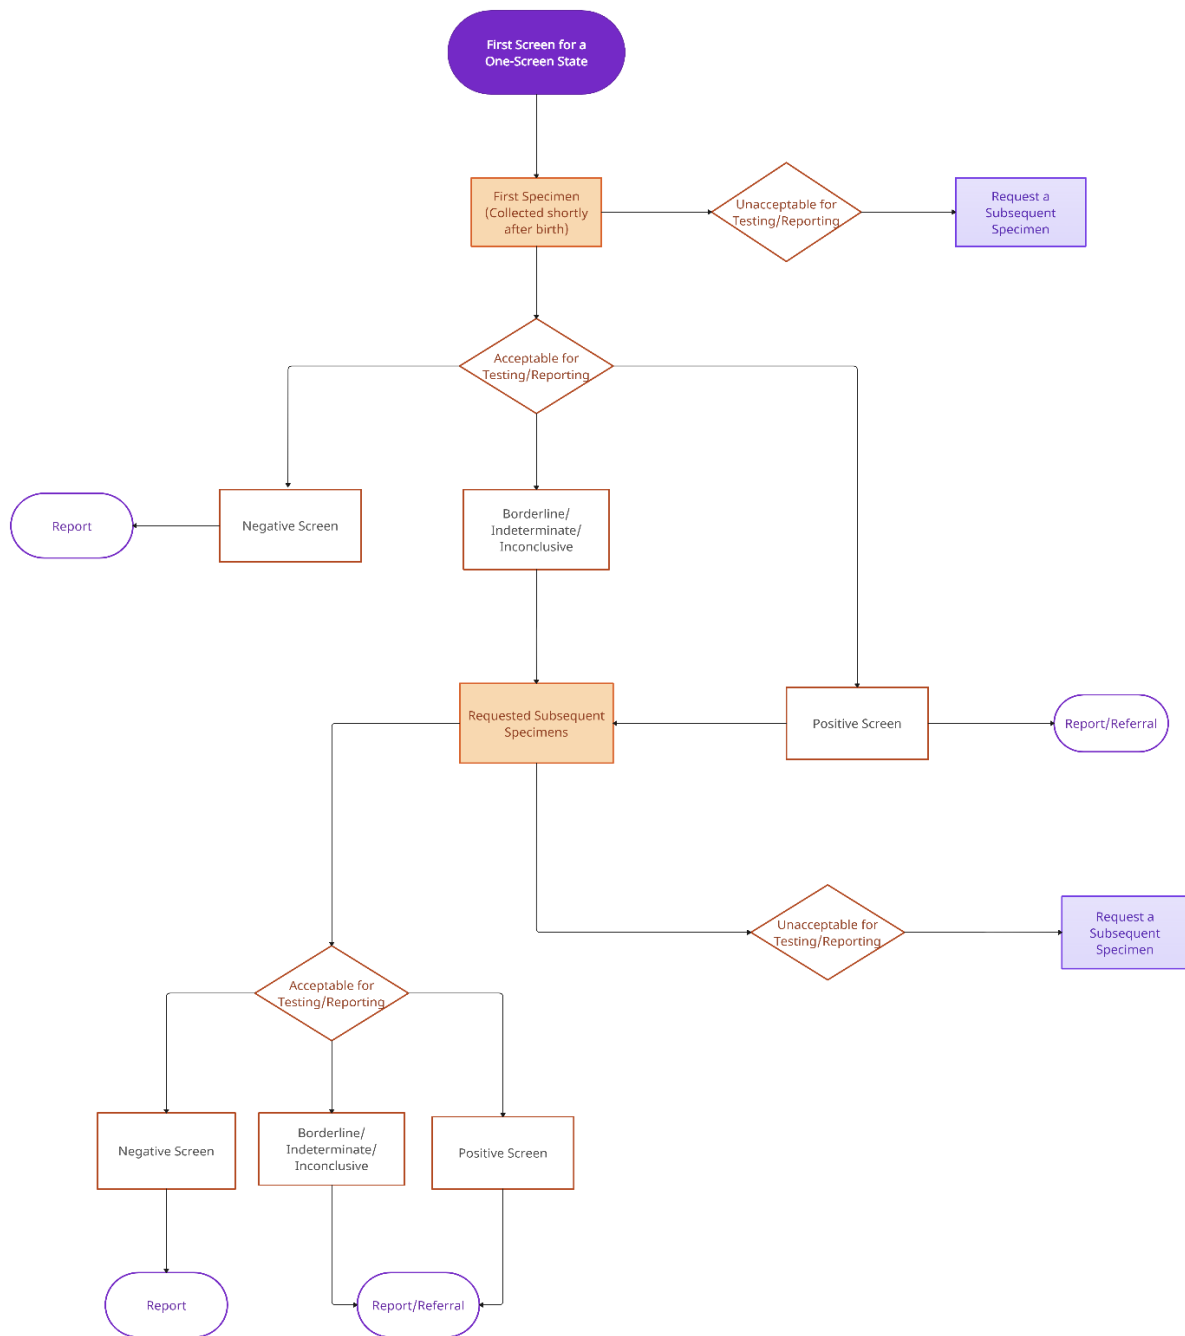 First Screen for a
One-Screen State
First Specimen
(Collected shortly
after birth)
Unacceptable for
Testing/Reporting
Request a
Subsequent
Specimen
Acceptable for
Testing/Reporting
Report
Negative Screen
Borderline/
Indeterminate/
Inconclusive
Requested Subsequent
Specimens
Positive Screen
Report/Referral
Unacceptable for
Testing/Reporting
Request a
Subsequent
Specimen
Acceptable for
Testing/Reporting
Negative Screen
Borderline/
Indeterminate/
Inconclusive
Positive Screen
Report
Report/Referral